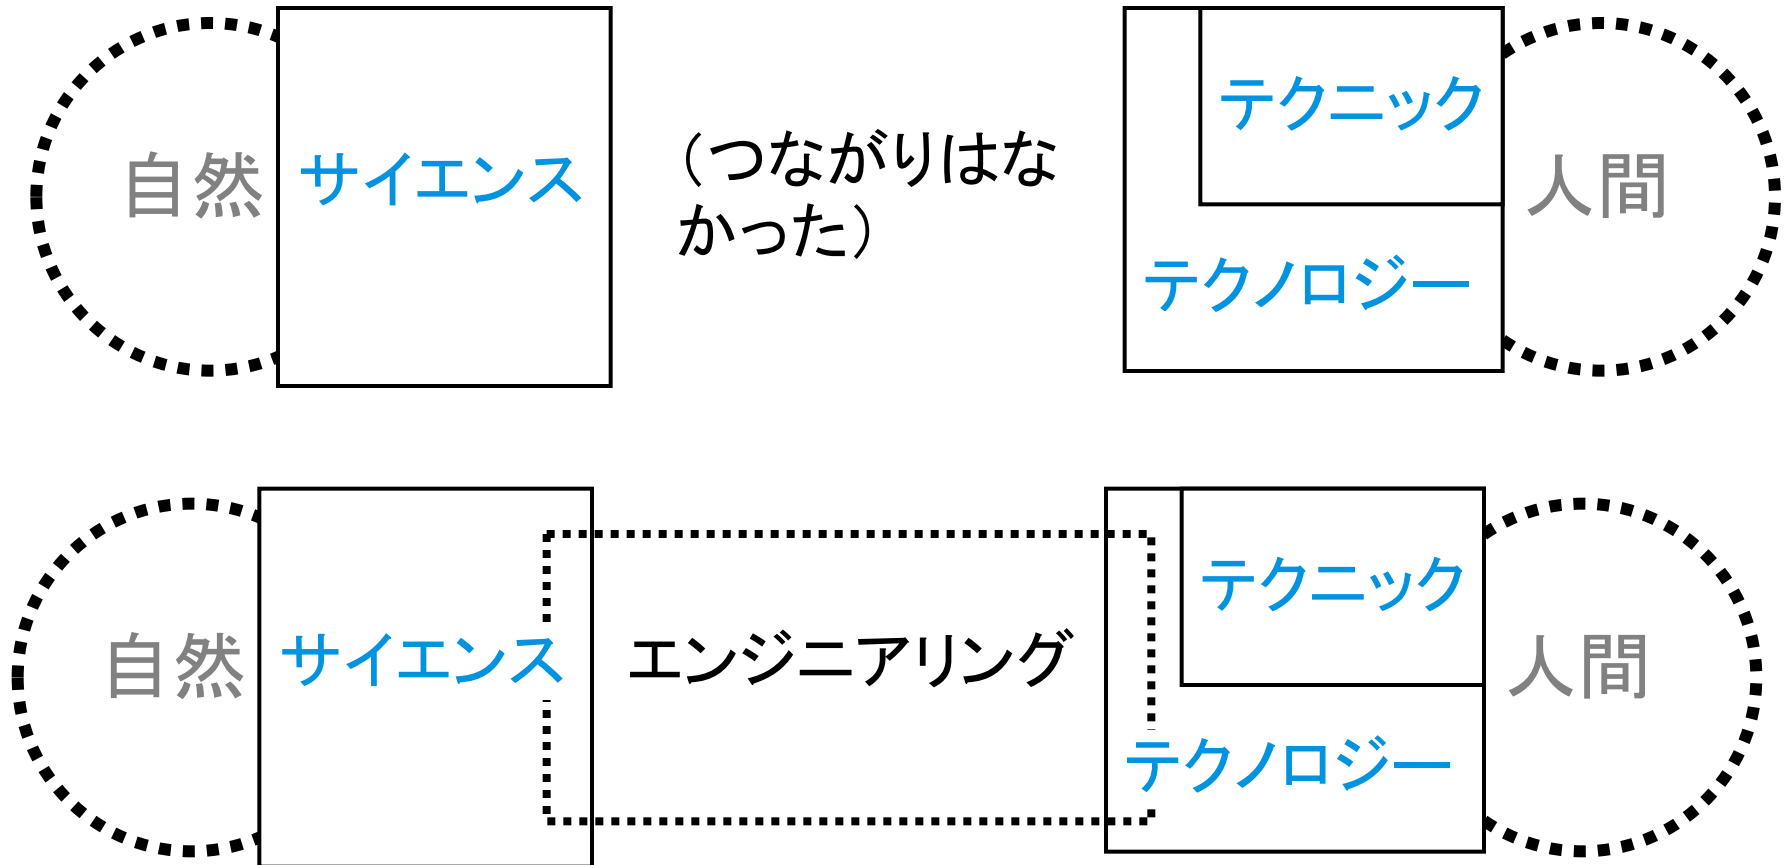 自然
サイエンス
（つながりはな
かった）
テクニック
テクノロジー
人間
自然
サイエンス
エンジニアリング
テクニック
テクノロジー
人間